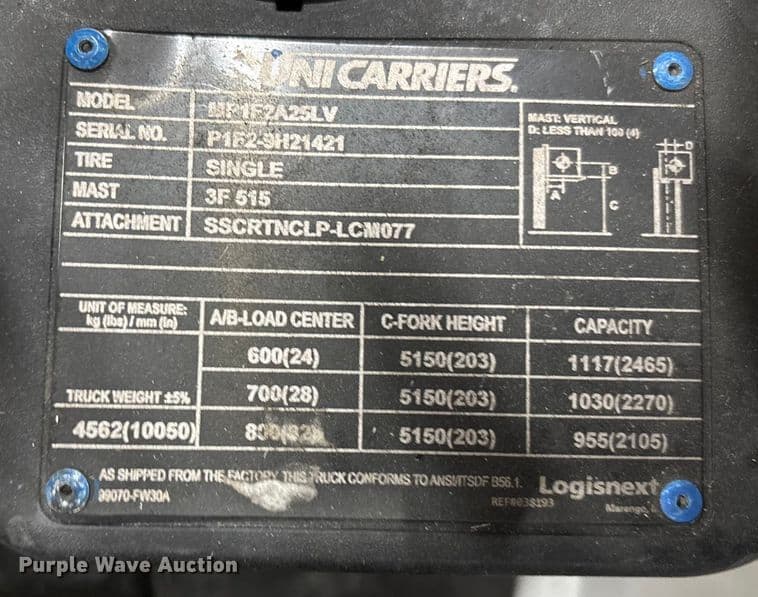 UNICARRIERS.
MODEL MF1F2A25LV
SERIAL NO. P1F2-9H21421
TIRE SINGLE
MAST 3F 515
ATTACHMENT SSCRTNCLP-LCM077
MAST: VERTICAL
D: LESS THAN 100 (4)
D
B
A
C
UNIT OF MEASURE:
kg (lbs) / mm (in)
A/B-LOAD CENTER C-FORK HEIGHT CAPACITY
600(24) 5150(203) 1117(2465)
TRUCK WEIGHT ±5% 700(28) 5150(203) 1030(2270)
4562(10050) 5150(203) 955(2105)
AS SHIPPED FROM THE FACTORY THIS TRUCK CONFORMS TO ANSI/ITSDF B56.1.
99070-FW30A
Logisnext
REF#038193
Marengo,
Purple Wave Auction